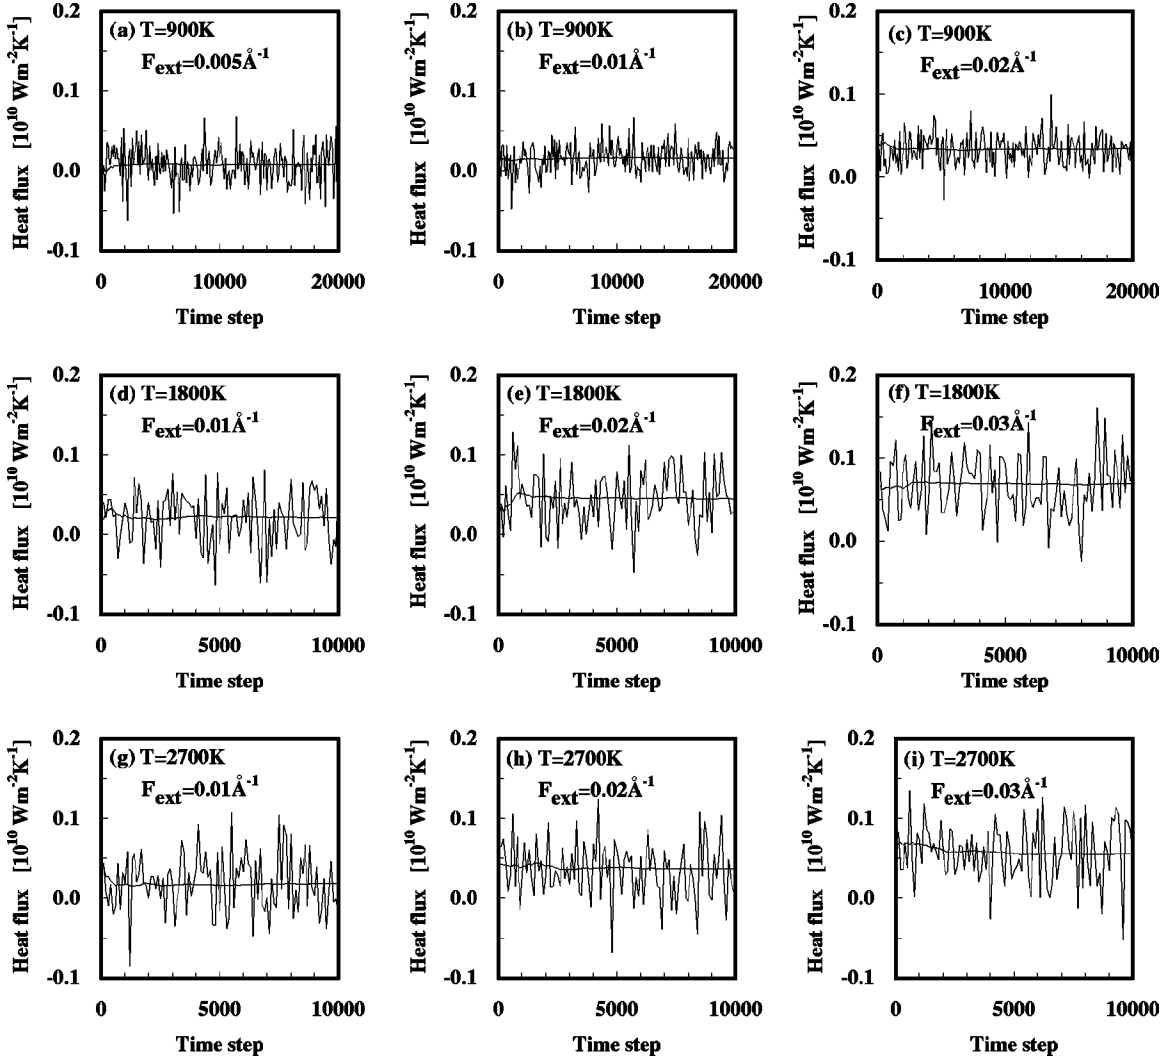 (a) T=900K
F_ext=0.005Å^-1
Heat flux [10^10 Wm^-2K^-1]
0.2
0.1
0.0
-0.1
0 10000 20000
Time step
(b) T=900K
F_ext=0.01Å^-1
Heat flux [10^10 Wm^-2K^-1]
0.2
0.1
0.0
-0.1
0 10000 20000
Time step
(c) T=900K
F_ext=0.02Å^-1
Heat flux [10^10 Wm^-2K^-1]
0.2
0.1
0.0
-0.1
0 10000 20000
Time step
(d) T=1800K
F_ext=0.01Å^-1
Heat flux [10^10 Wm^-2K^-1]
0.2
0.1
0.0
-0.1
0 5000 10000
Time step
(e) T=1800K
F_ext=0.02Å^-1
Heat flux [10^10 Wm^-2K^-1]
0.2
0.1
0.0
-0.1
0 5000 10000
Time step
(f) T=1800K
F_ext=0.03Å^-1
Heat flux [10^10 Wm^-2K^-1]
0.2
0.1
0.0
-0.1
0 5000 10000
Time step
(g) T=2700K
F_ext=0.01Å^-1
Heat flux [10^10 Wm^-2K^-1]
0.2
0.1
0.0
-0.1
0 5000 10000
Time step
(h) T=2700K
F_ext=0.02Å^-1
Heat flux [10^10 Wm^-2K^-1]
0.2
0.1
0.0
-0.1
0 5000 10000
Time step
(i) T=2700K
F_ext=0.03Å^-1
Heat flux [10^10 Wm^-2K^-1]
0.2
0.1
0.0
-0.1
0 5000 10000
Time step